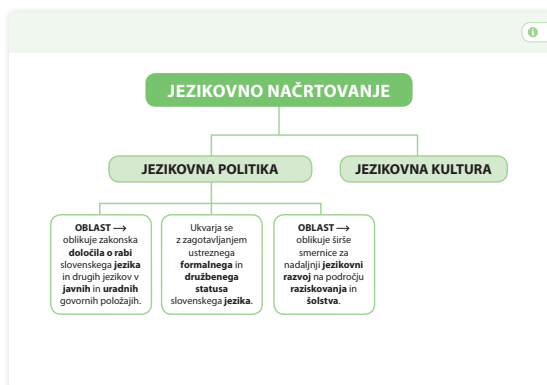 JEZIKOVNO NAČRTOVANJE
JEZIKOVNA POLITIKA
JEZIKOVNA KULTURA
OBLAST →
oblikuje zakonska
določila o rabi
slovenskega jezika
in drugih jezikov v
javnih in uradnih
govornih položajih.
Ukvarja se
z zagotavljanjem
ustreznega
formalnega in
družbenega
statusa
slovenskega jezika.
OBLAST →
oblikuje širše
smernice za
nadaljnji jezikovni
razvoj na področju
raziskovanja in
šolstva.